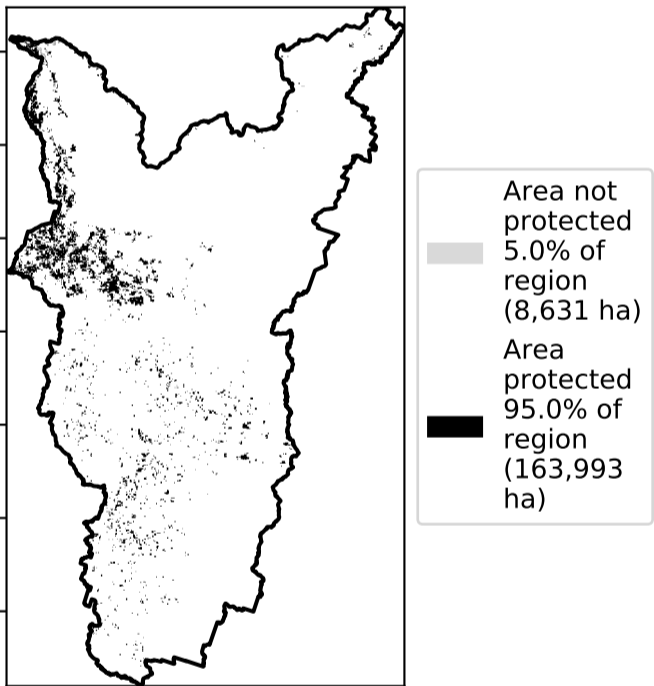 Area not
protected
5.0% of
region
(8,631 ha)
Area
protected
95.0% of
region
(163,993
ha)